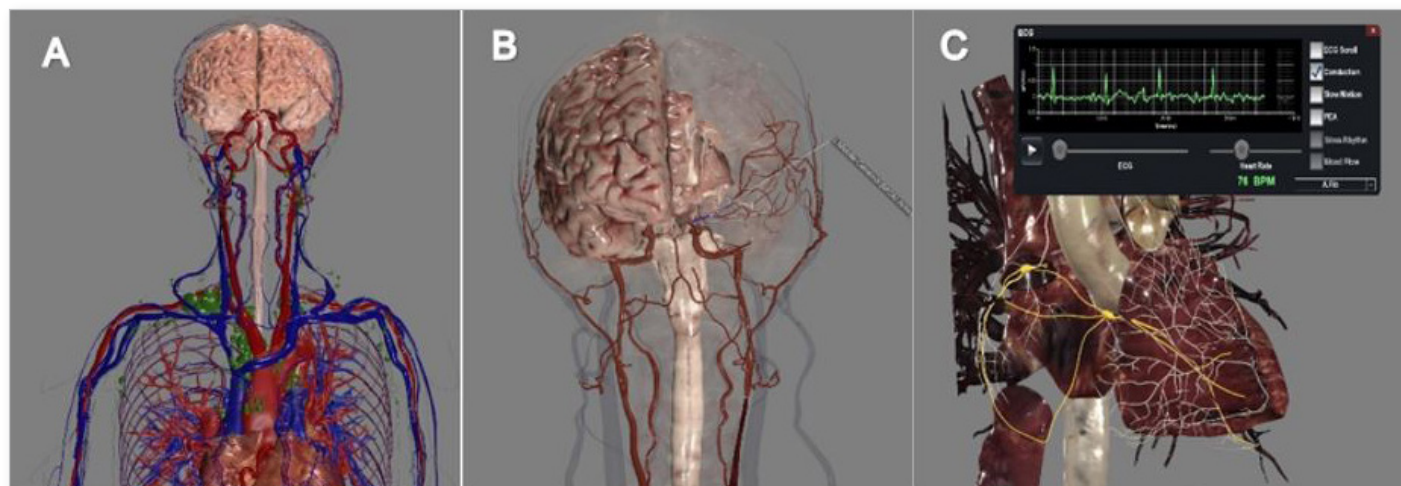 A
B
C
ECG
ECG Scroll
Conduction
Slow Motion
PEA
Sinus Rhythm
Blood Flow
ECG
Heart Rate
76 BPM
A.Fib